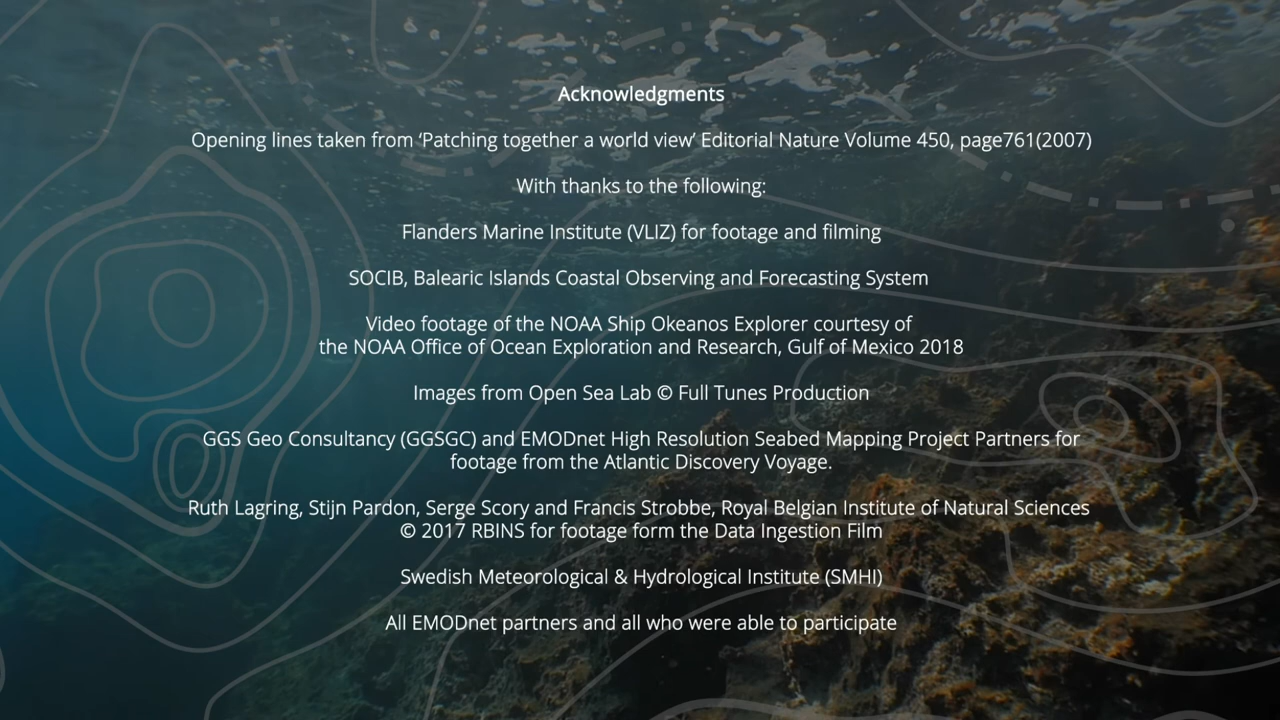 Acknowledgments
Opening lines taken from ‘Patching together a world view’ Editorial Nature Volume 450, page761(2007)
With thanks to the following:
Flanders Marine Institute (VLIZ) for footage and filming
SOCIB, Balearic Islands Coastal Observing and Forecasting System
Video footage of the NOAA Ship Okeanos Explorer courtesy of
the NOAA Office of Ocean Exploration and Research, Gulf of Mexico 2018
Images from Open Sea Lab © Full Tunes Production
GGS Geo Consultancy (GGSGC) and EMODnet High Resolution Seabed Mapping Project Partners for
footage from the Atlantic Discovery Voyage.
Ruth Lagring, Stijn Pardon, Serge Scory and Francis Strobbe, Royal Belgian Institute of Natural Sciences
© 2017 RBINS for footage form the Data Ingestion Film
Swedish Meteorological & Hydrological Institute (SMHI)
All EMODnet partners and all who were able to participate